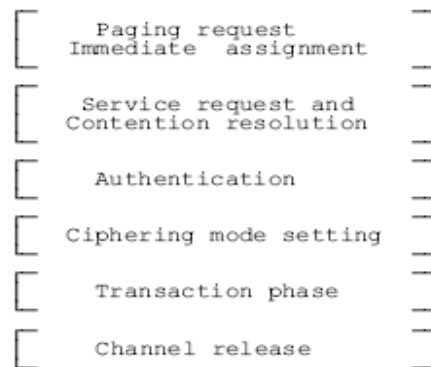 Paging request
Immediate assignment
Service request and
Contention resolution
Authentication
Ciphering mode setting
Transaction phase
Channel release